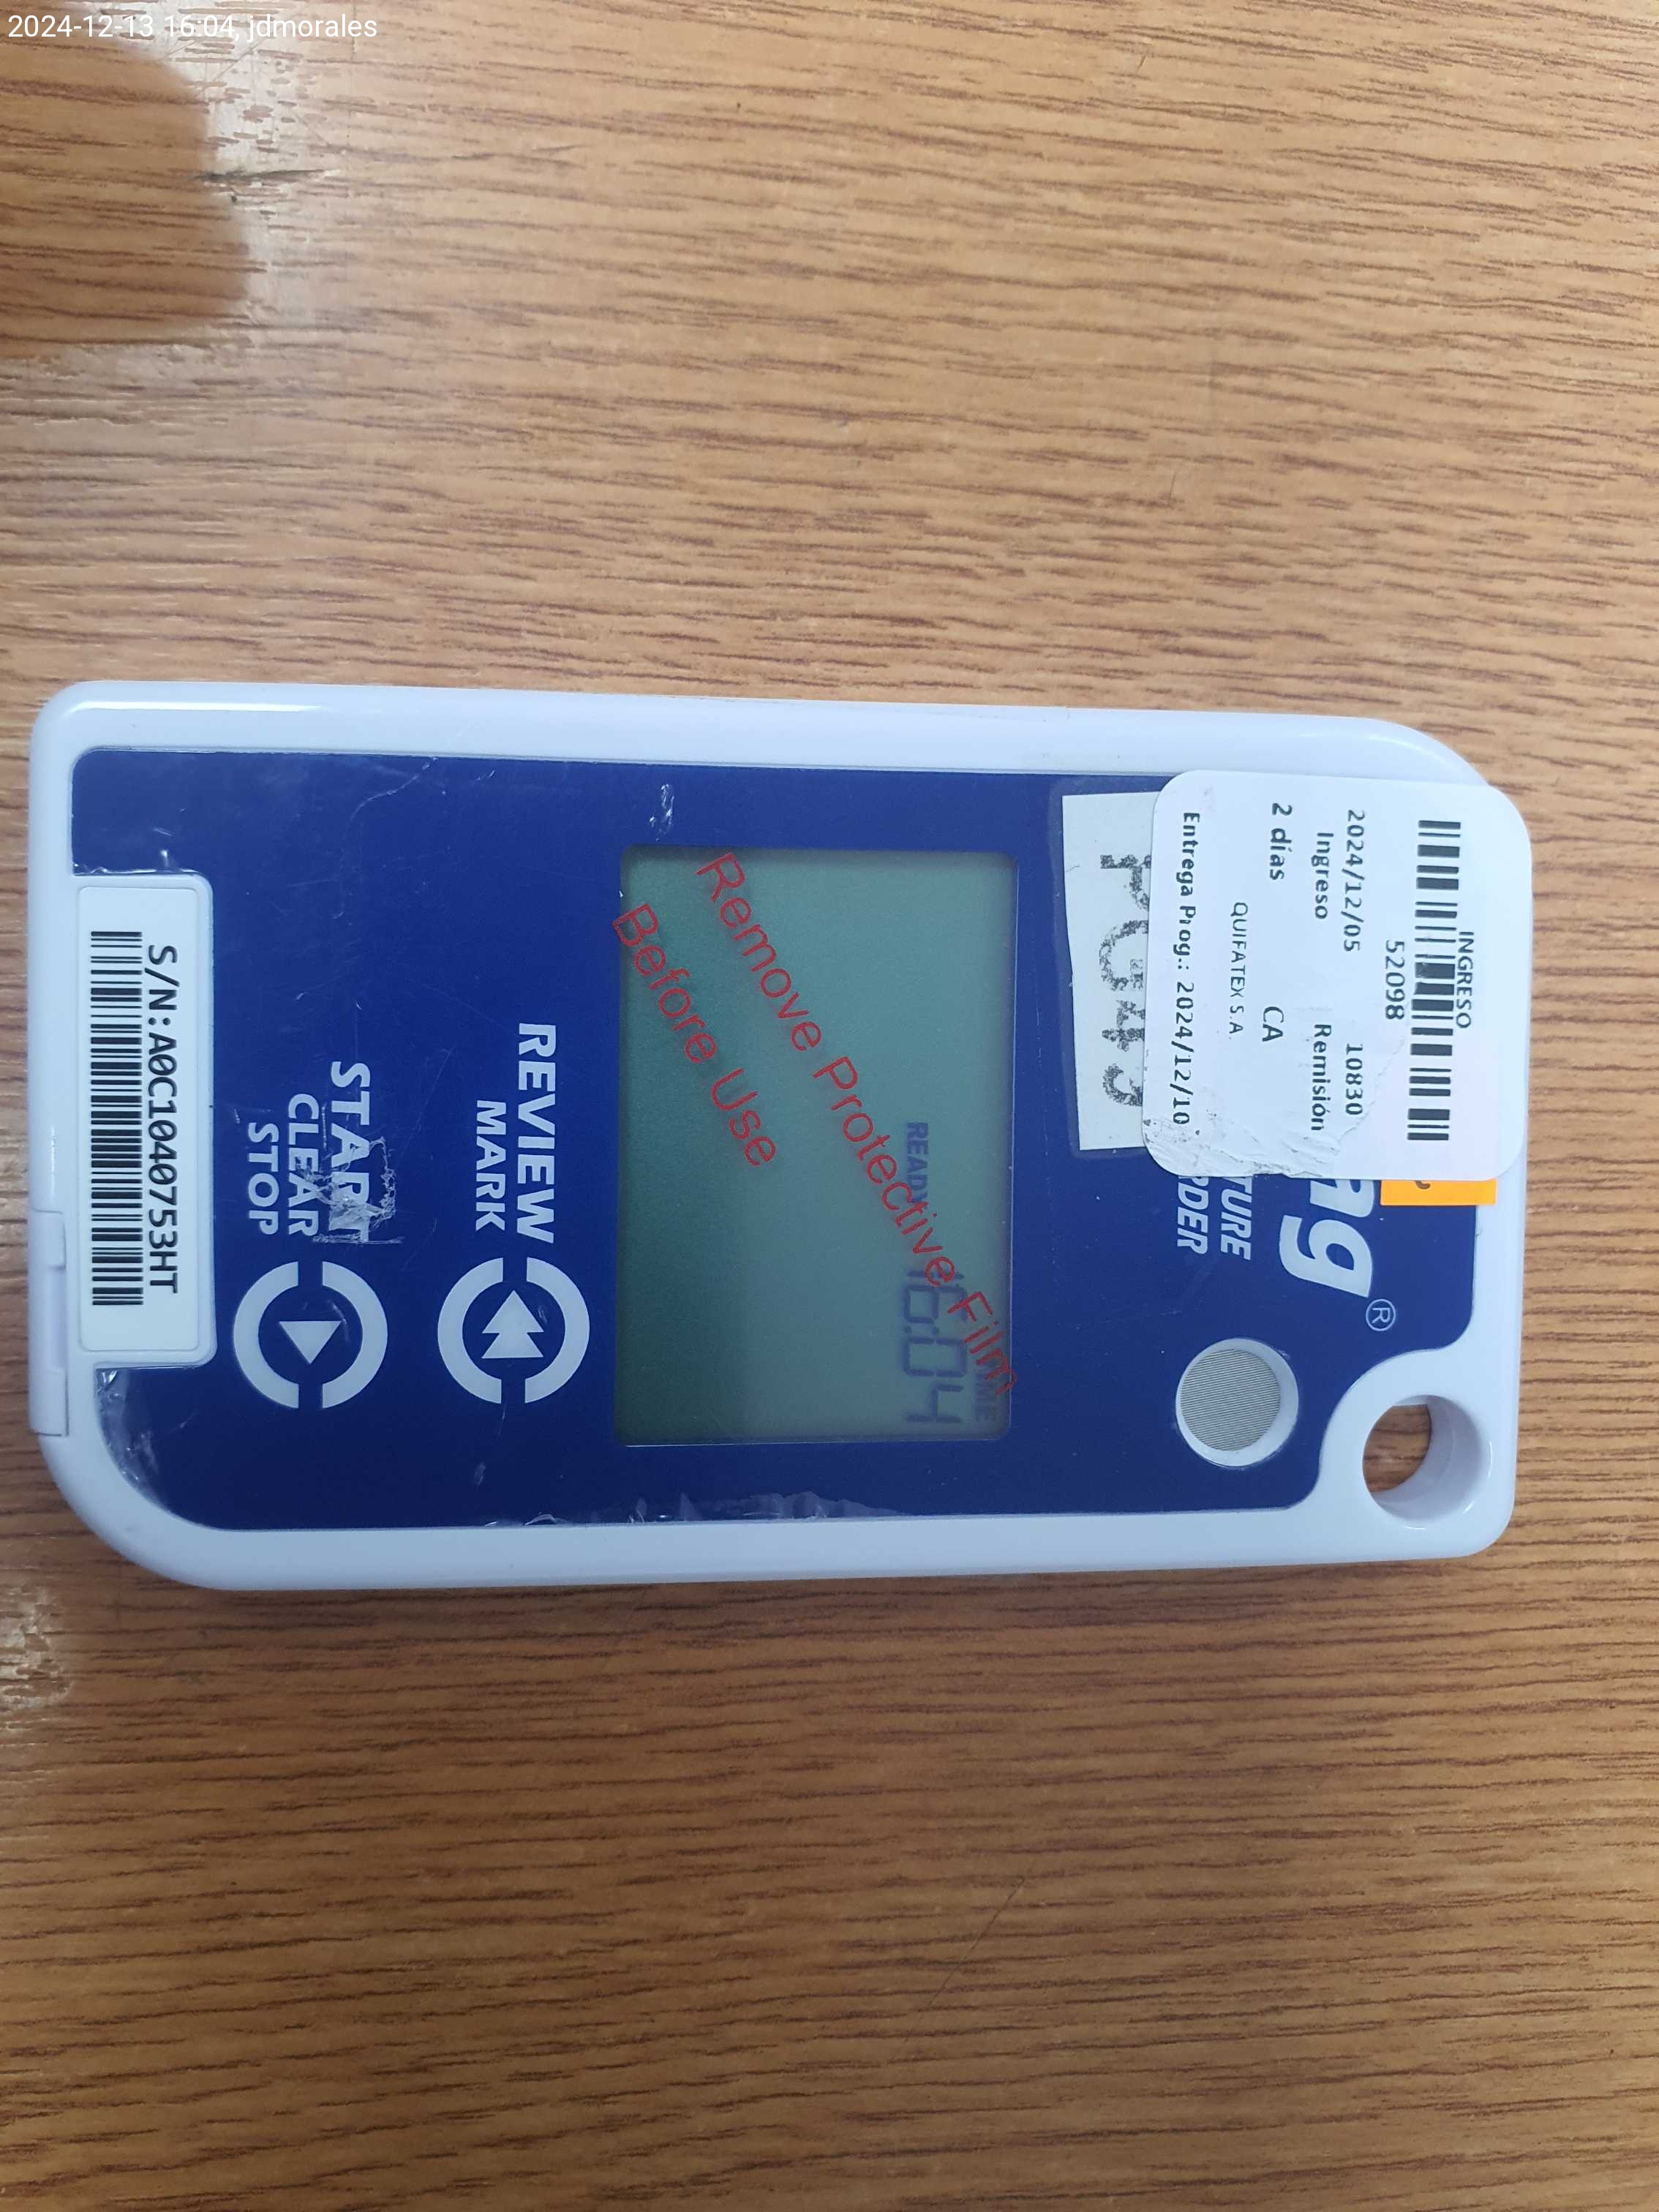 2024-12-13 16:04, jdmorales
INGRESO
52098
2024/12/05 10830
Ingreso Remisión
2 días CA
QUIFATEX S.A.
Entrega Prog.: 2024/12/10
ag®
TURE
RDER
READY 16:04
Remove Protective Film
Before Use
REVIEW
MARK
START
CLEAR
STOP
S/N:A0C1040753HT